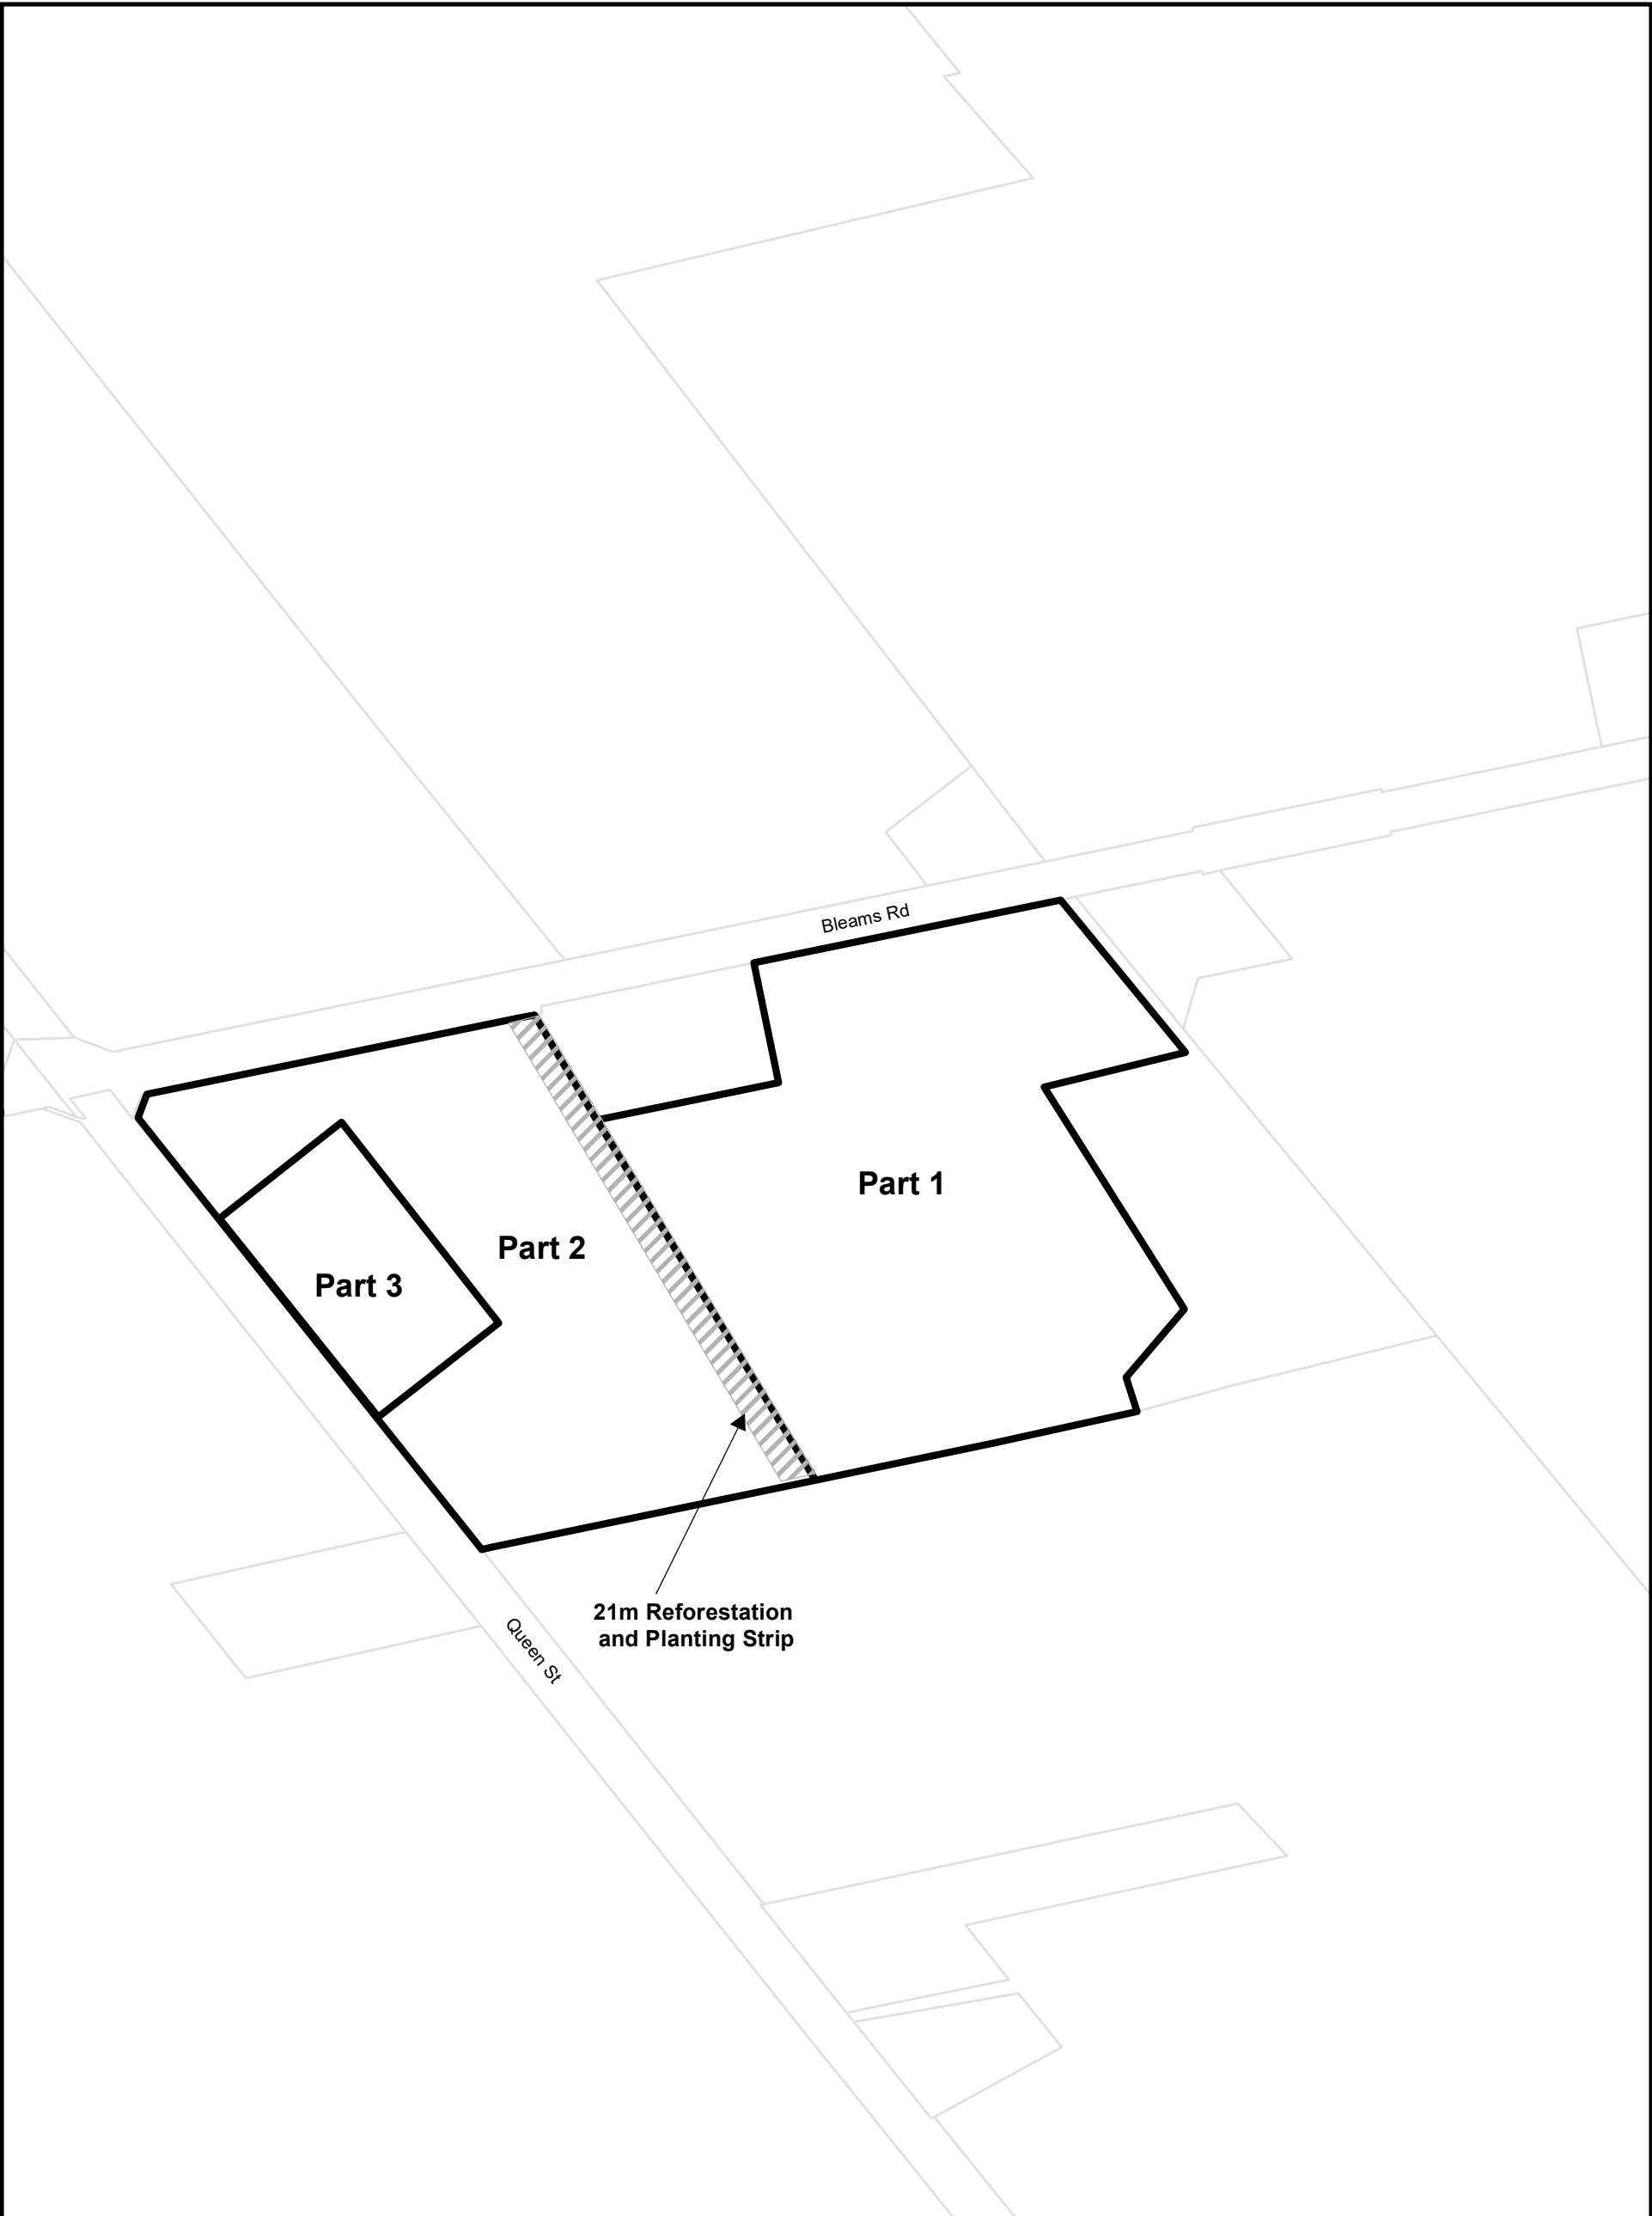 Bleams Rd
Part 1
Part 2
Part 3
21m Reforestation
and Planting Strip
Queen St